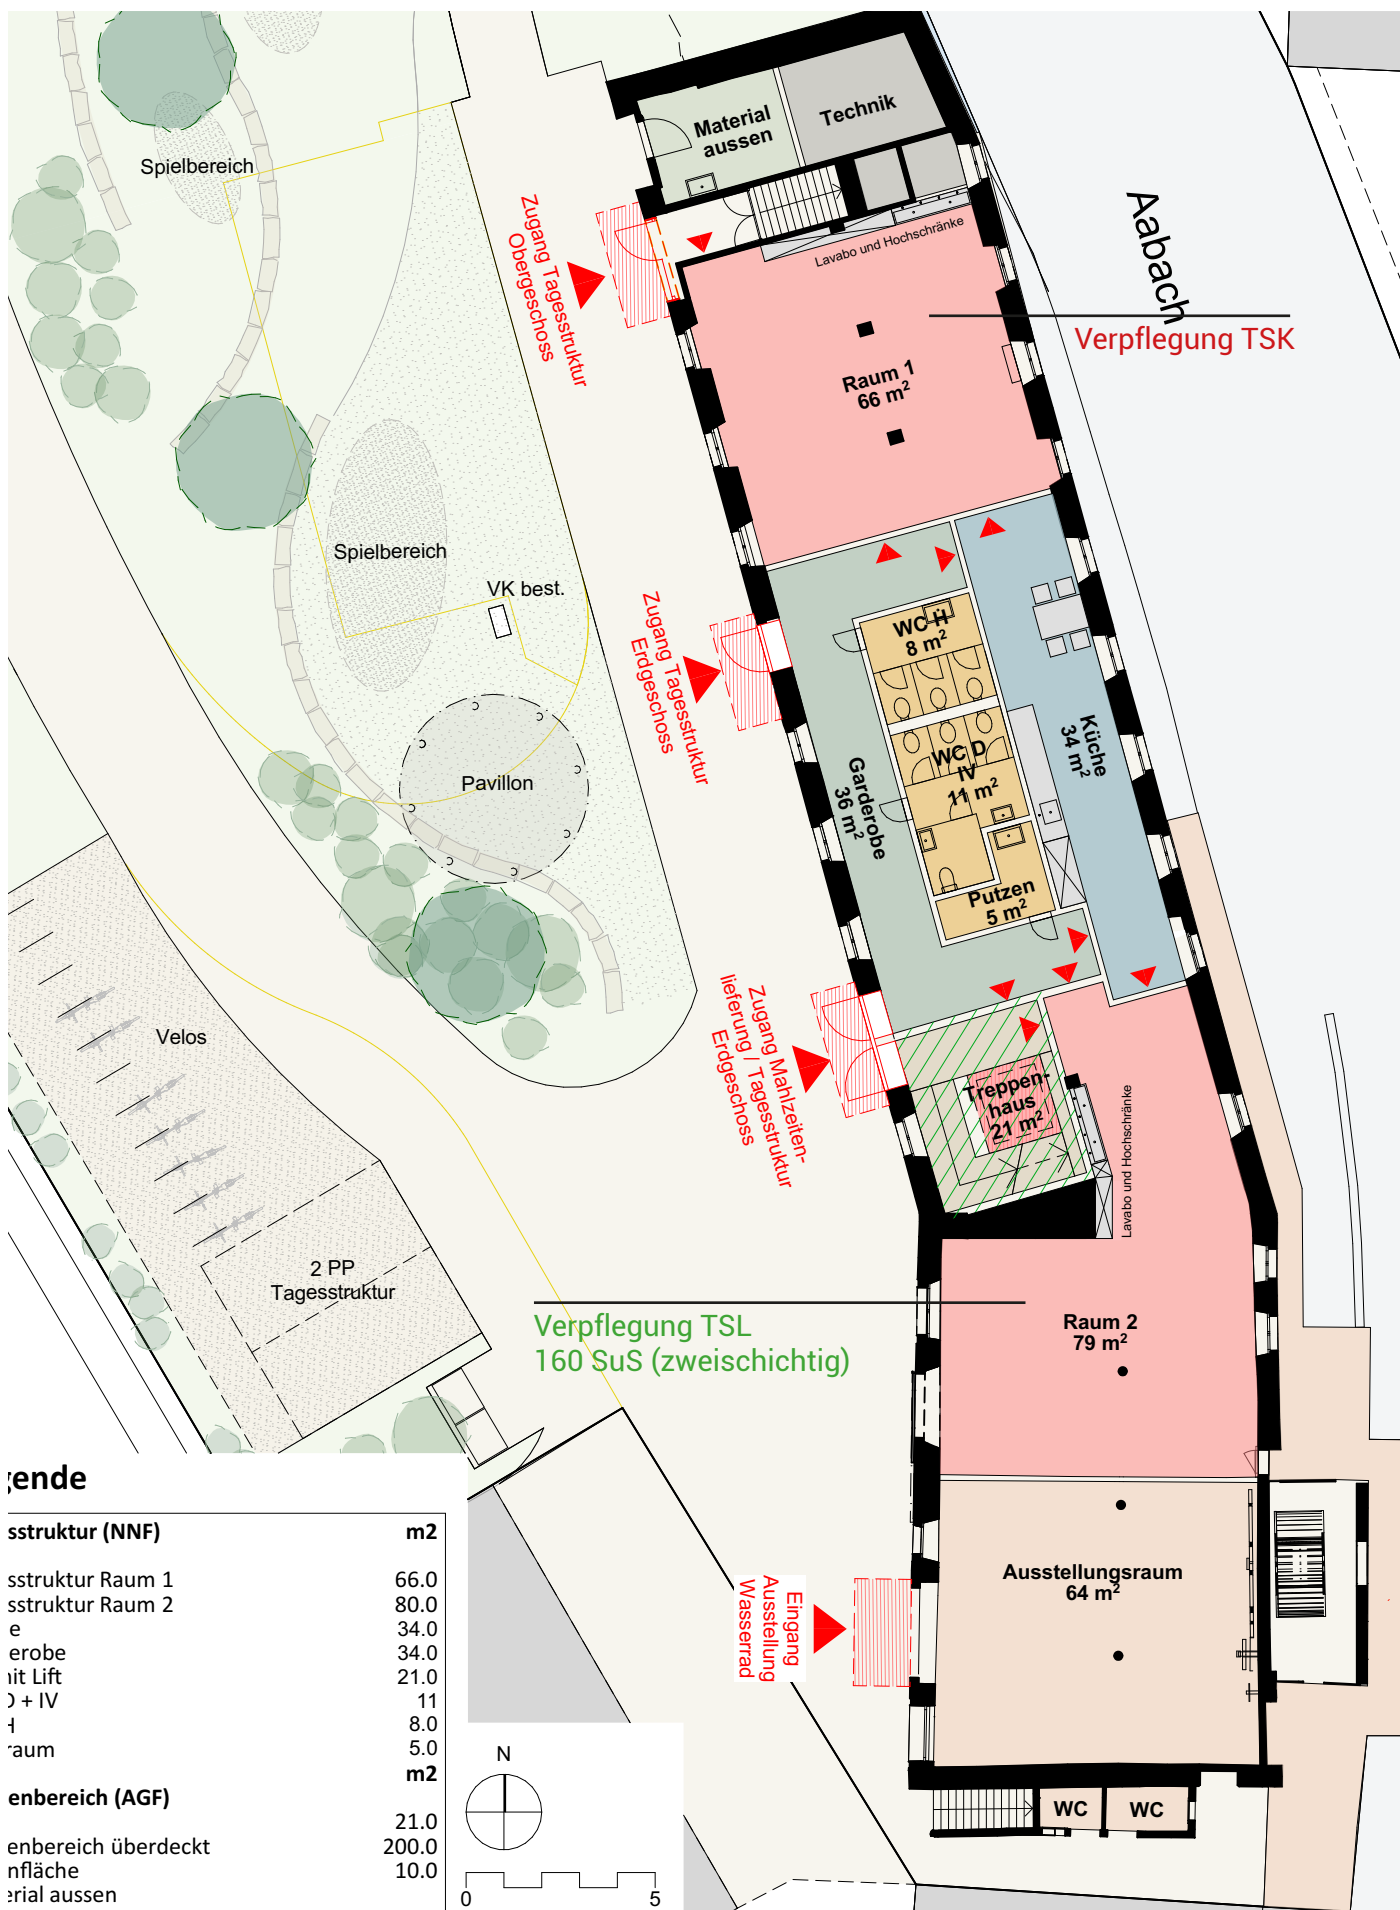 Material
aussen
Technik
Spielbereich
Zugang Tagesstruktur
Obergeschoss
Lavabo und Hochschränke
Aabach
Verpflegung TSK
Raum 1
66 m²
Spielbereich
VK best.
Zugang Tagesstruktur
Erdgeschoss
WC H
8 m²
Küche
34 m²
WC D
IV
11 m²
Garderobe
36 m²
Pavillon
Putzen
5 m²
Zugang Mahlzeiten-
lieferung / Tagesstruktur
Erdgeschoss
Velos
Treppen-
haus
21 m²
Lavabo und Hochschränke
2 PP
Tagesstruktur
Verpflegung TSL
160 SuS (zweischichtig)
Raum 2
79 m²
Ausstellungsraum
64 m²
Eingang
Ausstellung
Wasserrad
WC
WC
gende
sstruktur (NNF) m2
sstruktur Raum 1 66.0
sstruktur Raum 2 80.0
e 34.0
erobe 34.0
it Lift 21.0
D + IV 11
H 8.0
raum 5.0
m2
enbereich (AGF)
21.0
enbereich überdeckt 200.0
nfläche 10.0
erial aussen
N
0 5